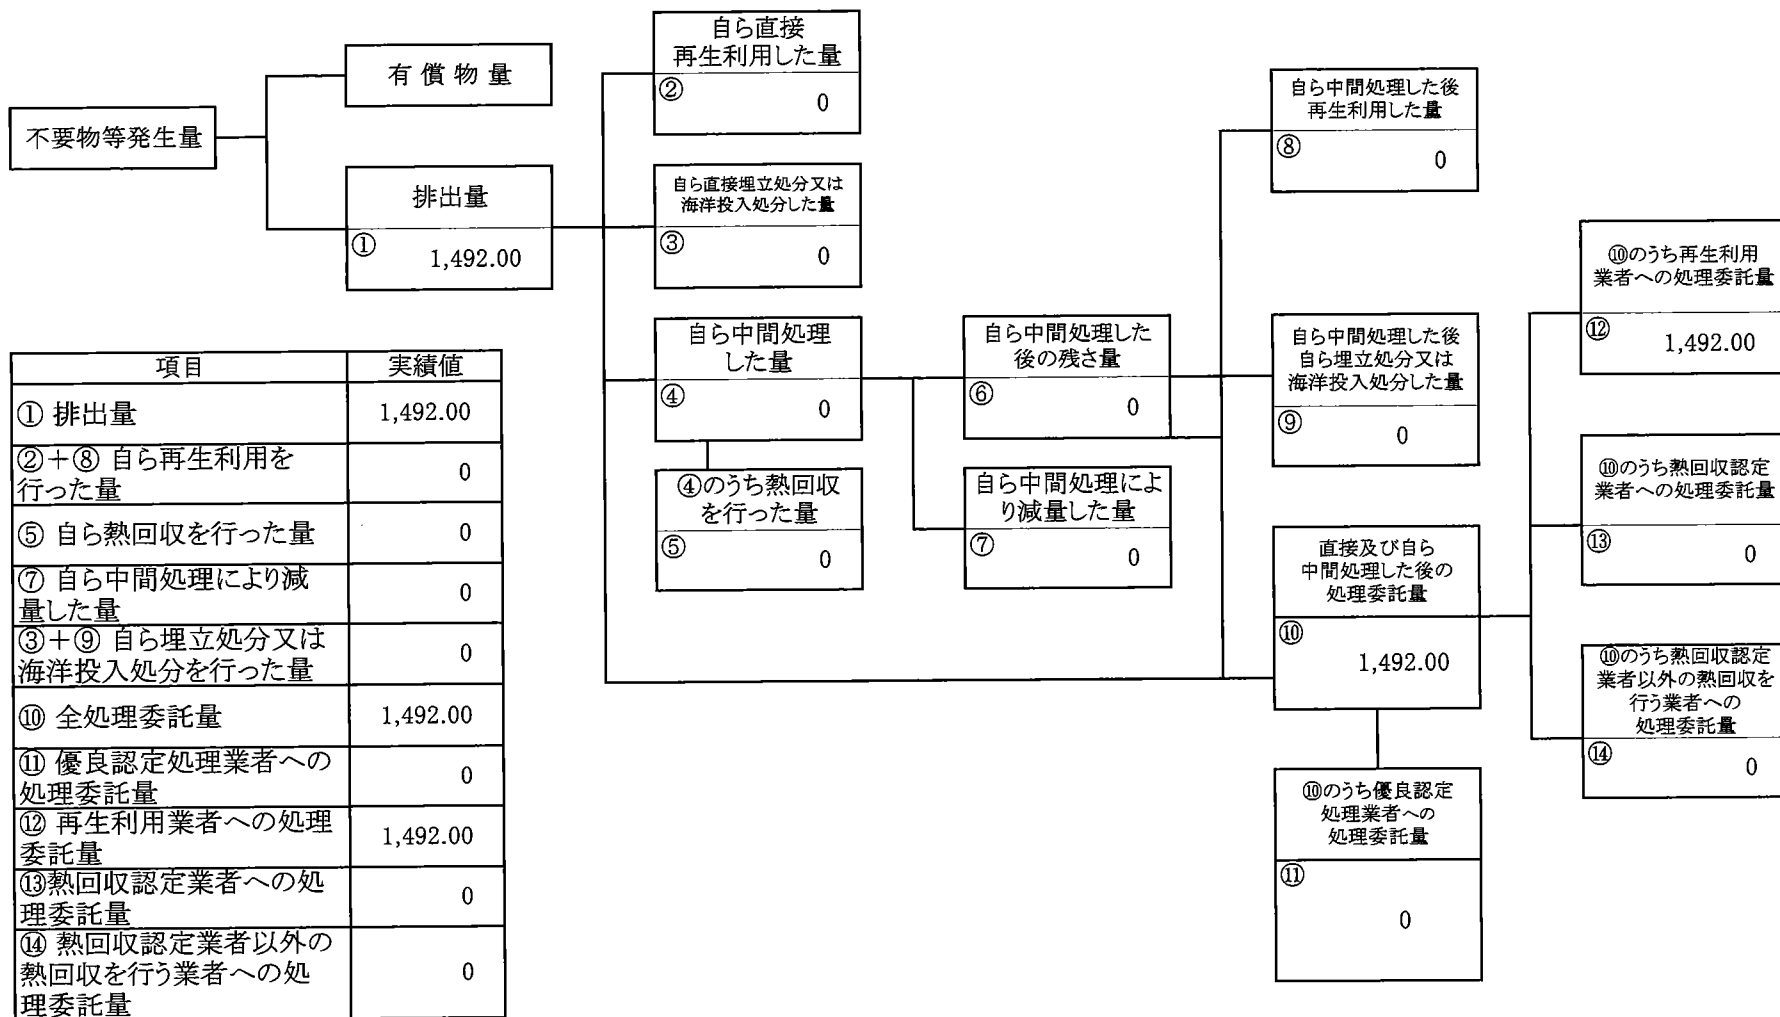 不要物等発生量
有償物量
排出量
①
1,492.00
自ら直接
再生利用した量
②
0
自ら直接埋立処分又は
海洋投入処分した量
③
0
自ら中間処理
した量
④
0
④のうち熱回収
を行った量
⑤
0
自ら中間処理した
後の残さ量
⑥
0
自ら中間処理によ
り減量した量
⑦
0
自ら中間処理した後
再生利用した量
⑧
0
自ら中間処理した後
自ら埋立処分又は
海洋投入処分した量
⑨
0
直接及び自ら
中間処理した後の
処理委託量
⑩
1,492.00
⑩のうち優良認定
処理業者への
処理委託量
⑪
0
⑩のうち再生利用
業者への処理委託量
⑫
1,492.00
⑩のうち熱回収認定
業者への処理委託量
⑬
0
⑩のうち熱回収認定
業者以外の熱回収を
行う業者への
処理委託量
⑭
0
項目 実績値
① 排出量 1,492.00
②+⑧ 自ら再生利用を
行った量 0
⑤ 自ら熱回収を行った量 0
⑦ 自ら中間処理により減
量した量 0
③+⑨ 自ら埋立処分又は
海洋投入処分を行った量 0
⑩ 全処理委託量 1,492.00
⑪ 優良認定処理業者への
処理委託量 0
⑫ 再生利用業者への処理
委託量 1,492.00
⑬熱回収認定業者への処
理委託量 0
⑭ 熱回収認定業者以外の
熱回収を行う業者への処
理委託量 0